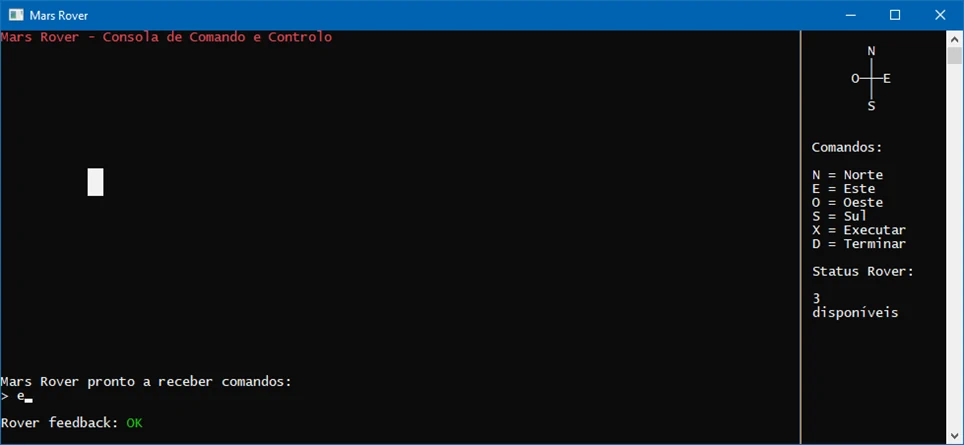 Mars Rover
Mars Rover - Consola de Comando e Controlo
N
O E
S
Comandos:
N = Norte
E = Este
O = Oeste
S = Sul
X = Executar
D = Terminar
Status Rover:
3
disponíveis
Mars Rover pronto a receber comandos:
> e
Rover feedback: OK